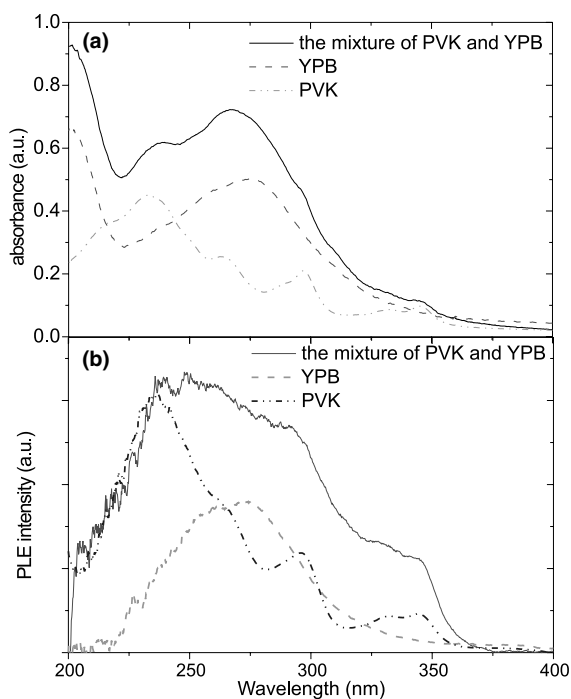 (a)
the mixture of PVK and YPB
YPB
PVK
absorbance (a.u.)
1.0
0.8
0.6
0.4
0.2
0.0
(b)
the mixture of PVK and YPB
YPB
PVK
PLE intensity (a.u.)
200 250 300 350 400
Wavelength (nm)